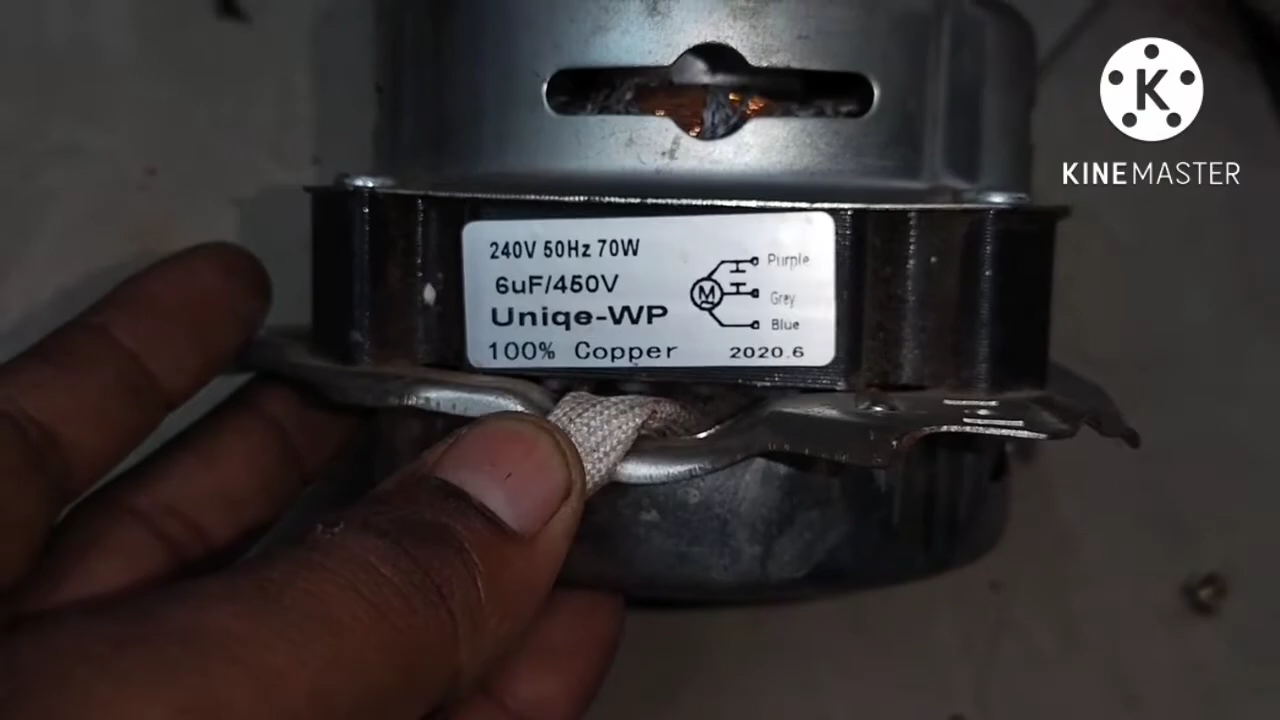 240V 50Hz 70W
6uF/450V
Uniqe-WP
100% Copper
M
Purple
Grey
Blue
2020.6
K
KINEMASTER